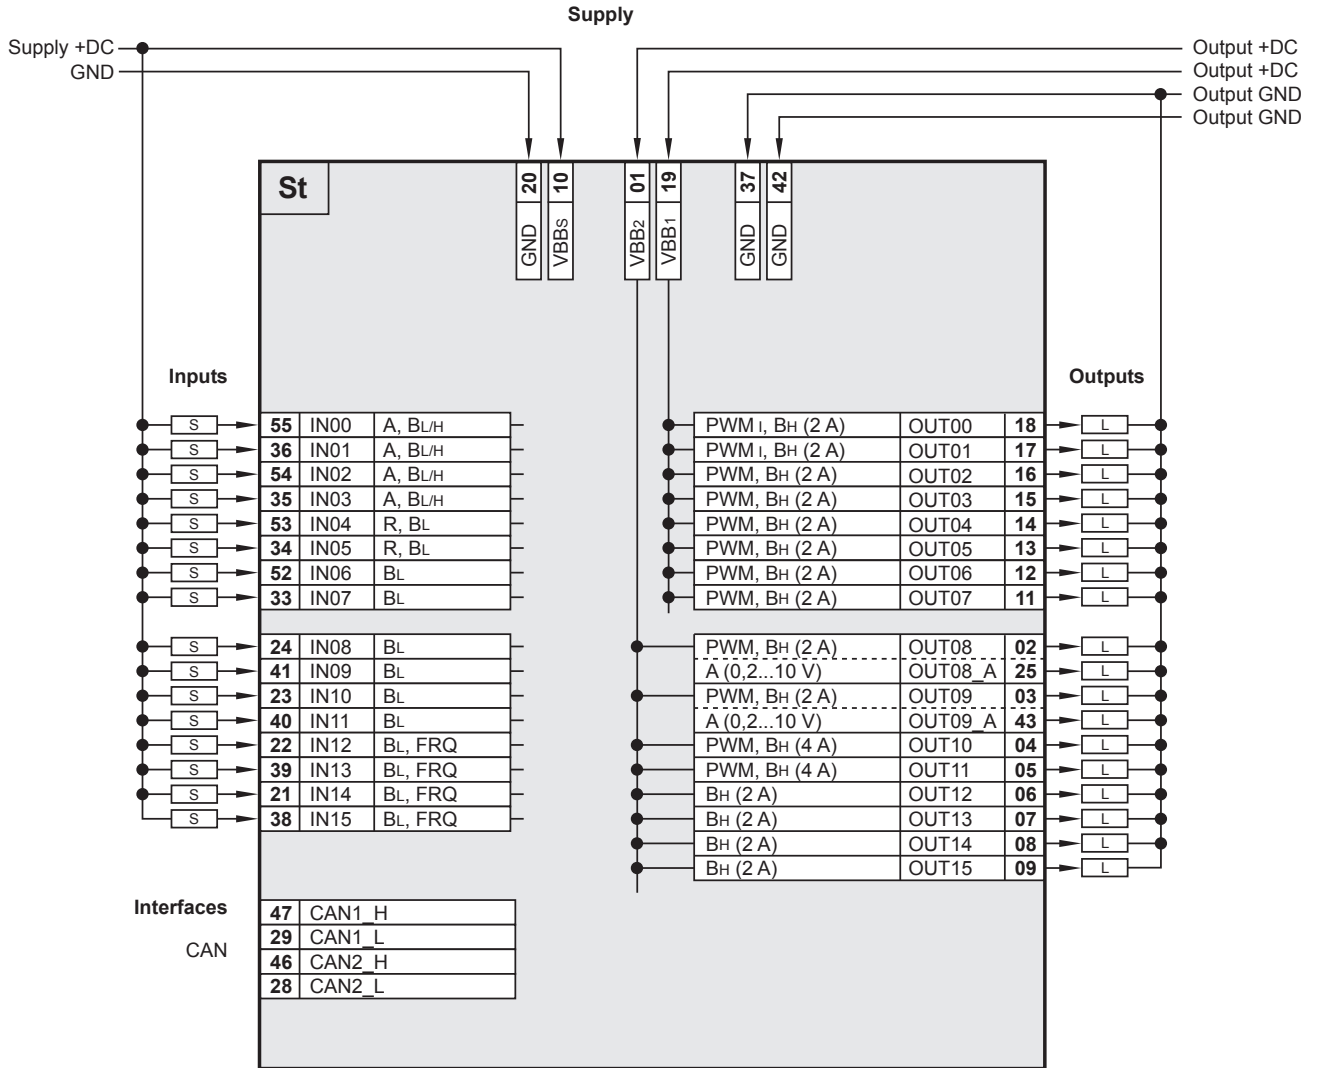 Supply
Supply +DC
GND
Output +DC
Output +DC
Output GND
Output GND
St
20 GND
10 VBBS
01 VBB2
19 VBB1
37 GND
42 GND
Inputs
S 55 IN00 A, BL/H
S 36 IN01 A, BL/H
S 54 IN02 A, BL/H
S 35 IN03 A, BL/H
S 53 IN04 R, BL
S 34 IN05 R, BL
S 52 IN06 BL
S 33 IN07 BL
S 24 IN08 BL
S 41 IN09 BL
S 23 IN10 BL
S 40 IN11 BL
S 22 IN12 BL, FRQ
S 39 IN13 BL, FRQ
S 21 IN14 BL, FRQ
S 38 IN15 BL, FRQ
Outputs
PWM I, BH (2 A) OUT00 18 L
PWM I, BH (2 A) OUT01 17 L
PWM, BH (2 A) OUT02 16 L
PWM, BH (2 A) OUT03 15 L
PWM, BH (2 A) OUT04 14 L
PWM, BH (2 A) OUT05 13 L
PWM, BH (2 A) OUT06 12 L
PWM, BH (2 A) OUT07 11 L
PWM, BH (2 A) OUT08 02 L
A (0,2...10 V) OUT08_A 25 L
PWM, BH (2 A) OUT09 03 L
A (0,2...10 V) OUT09_A 43 L
PWM, BH (4 A) OUT10 04 L
PWM, BH (4 A) OUT11 05 L
BH (2 A) OUT12 06 L
BH (2 A) OUT13 07 L
BH (2 A) OUT14 08 L
BH (2 A) OUT15 09 L
Interfaces
CAN
47 CAN1_H
29 CAN1_L
46 CAN2_H
28 CAN2_L